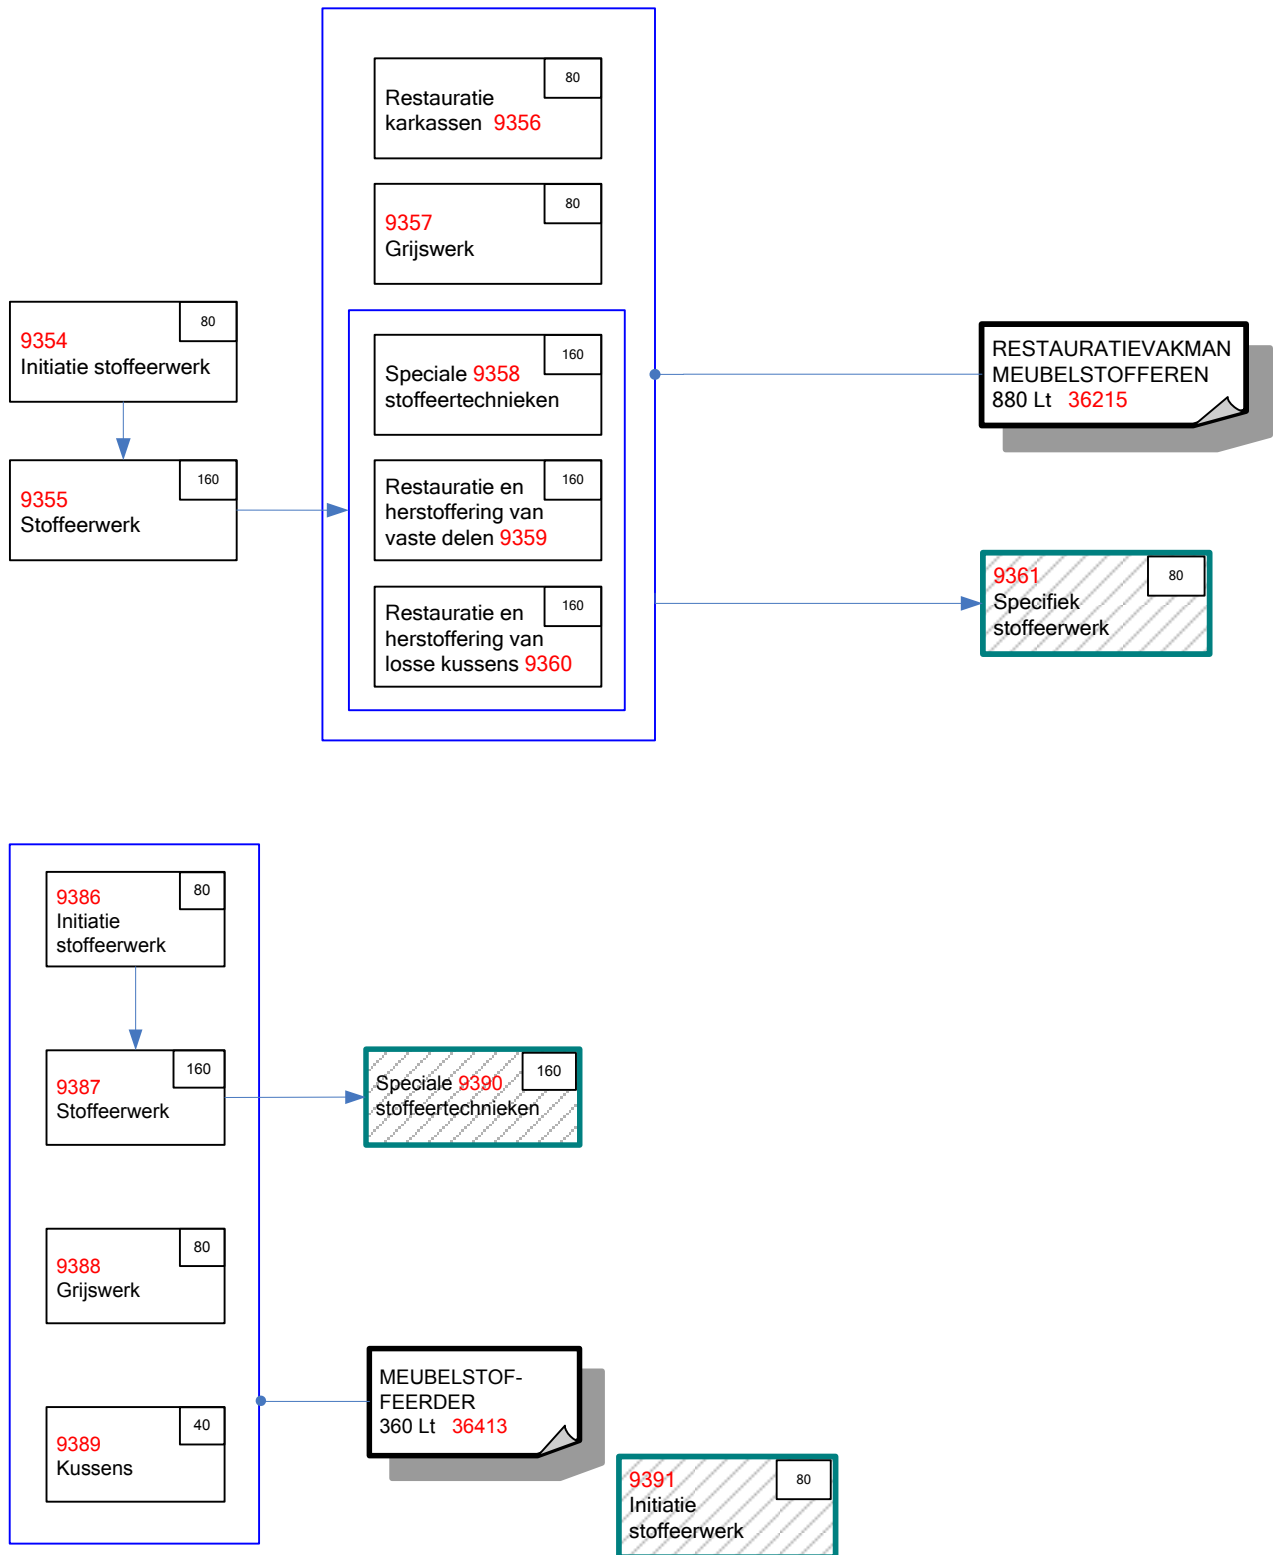 80
Restauratie
karkassen 9356
80
9357
Grijswerk
80
9354
Initiatie stoffeerwerk
160
9355
Stoffeerwerk
160
Speciale 9358
stoffeertechnieken
160
Restauratie en
herstoffering van
vaste delen 9359
160
Restauratie en
herstoffering van
losse kussens 9360
RESTAURATIEVAKMAN
MEUBELSTOFFEREN
880 Lt 36215
80
9361
Specifiek
stoffeerwerk
80
9386
Initiatie
stoffeerwerk
160
9387
Stoffeerwerk
160
Speciale 9390
stoffeertechnieken
80
9388
Grijswerk
40
9389
Kussens
MEUBELSTOF-
FEERDER
360 Lt 36413
80
9391
Initiatie
stoffeerwerk